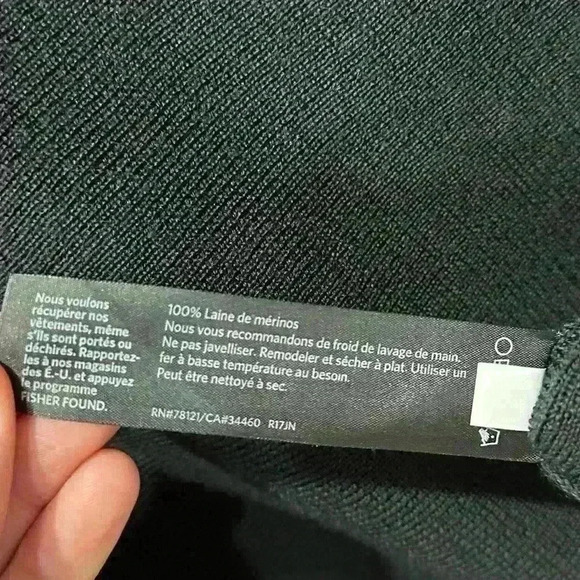 Nous voulons
récupérer nos
vêtements, même
s'ils sont portés ou
déchirés. Rapportez-
les à nos magasins
des É.-U. et appuyez
le programme
FISHER FOUND.
100% Laine de mérinos
Nous vous recommandons de froid de lavage de main.
Ne pas javelliser. Remodeler et sécher à plat. Utiliser un
fer à basse température au besoin.
Peut être nettoyé à sec.
RN#78121/CA#34460 R17JN